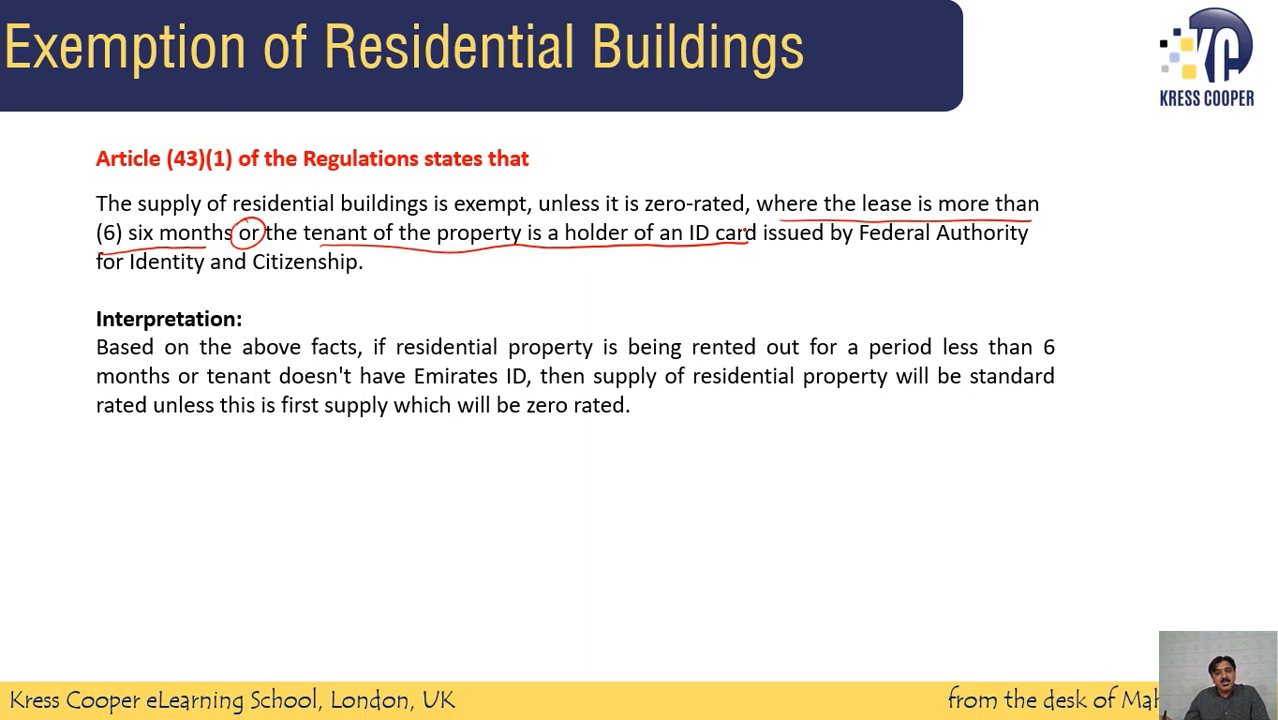 Exemption of Residential Buildings
KC
KRESS COOPER
Article (43)(1) of the Regulations states that
The supply of residential buildings is exempt, unless it is zero-rated, where the lease is more than
(6) six months or the tenant of the property is a holder of an ID card issued by Federal Authority
for Identity and Citizenship.
Interpretation:
Based on the above facts, if residential property is being rented out for a period less than 6
months or tenant doesn't have Emirates ID, then supply of residential property will be standard
rated unless this is first supply which will be zero rated.
Kress Cooper eLearning School, London, UK
from the desk of Mah